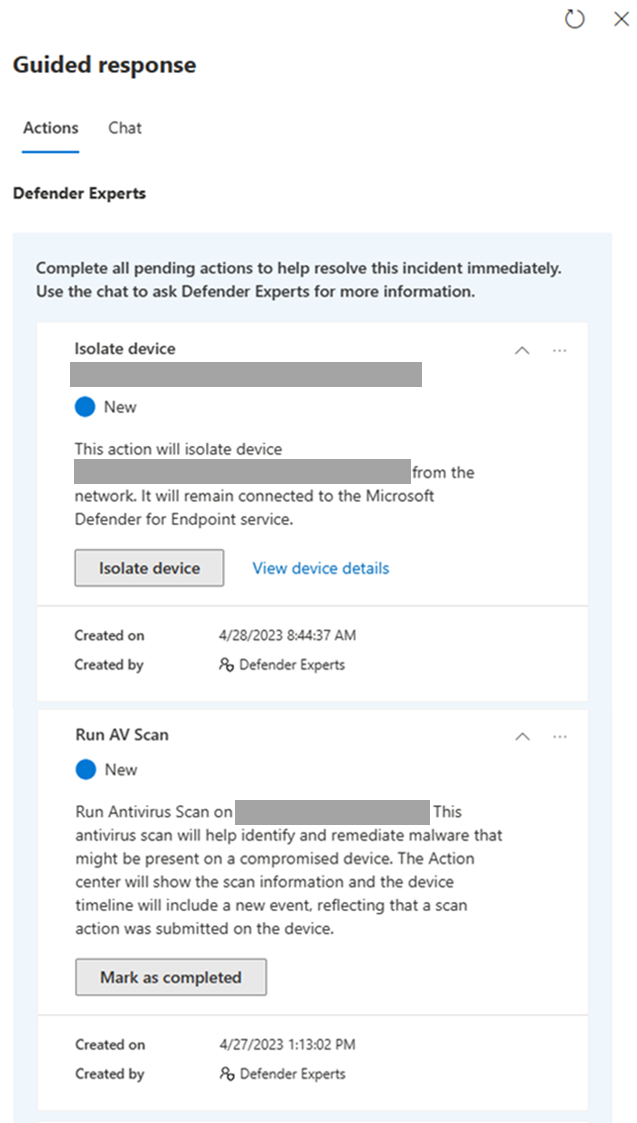 Guided response
Actions Chat
Defender Experts
Complete all pending actions to help resolve this incident immediately.
Use the chat to ask Defender Experts for more information.
Isolate device
New
This action will isolate device
from the
network. It will remain connected to the Microsoft
Defender for Endpoint service.
Isolate device View device details
Created on 4/28/2023 8:44:37 AM
Created by Defender Experts
Run AV Scan
New
Run Antivirus Scan on This
antivirus scan will help identify and remediate malware that
might be present on a compromised device. The Action
center will show the scan information and the device
timeline will include a new event, reflecting that a scan
action was submitted on the device.
Mark as completed
Created on 4/27/2023 1:13:02 PM
Created by Defender Experts